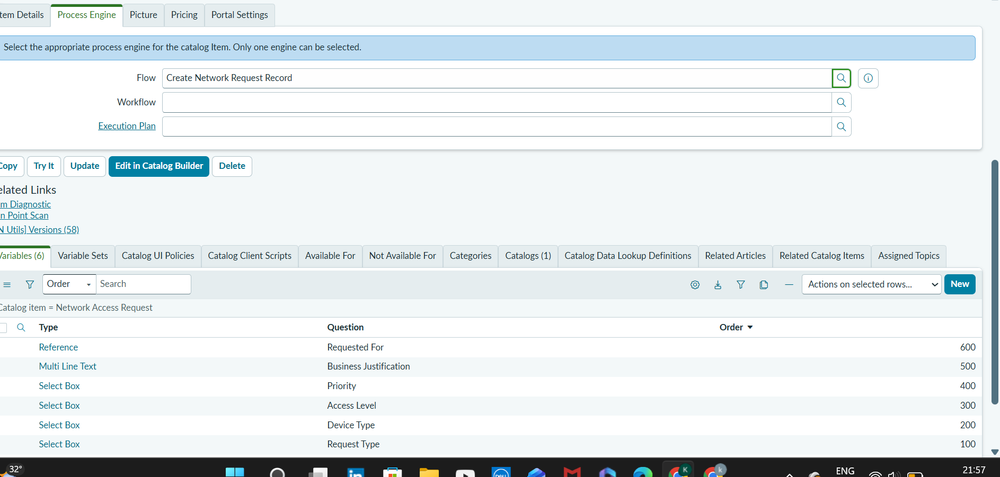 tem Details Process Engine Picture Pricing Portal Settings
Select the appropriate process engine for the catalog Item. Only one engine can be selected.
Flow Create Network Request Record
Workflow
Execution Plan
Copy Try It Update Edit in Catalog Builder Delete
elated Links
m Diagnostic
n Point Scan
N Utils] Versions (58)
Variables (6) Variable Sets Catalog UI Policies Catalog Client Scripts Available For Not Available For Categories Catalogs (1) Catalog Data Lookup Definitions Related Articles Related Catalog Items Assigned Topics
Order Search Actions on selected rows... New
Catalog item = Network Access Request
Type Question Order
Reference Requested For 600
Multi Line Text Business Justification 500
Select Box Priority 400
Select Box Access Level 300
Select Box Device Type 200
Select Box Request Type 100
32° in DELL K k ENG 21:57